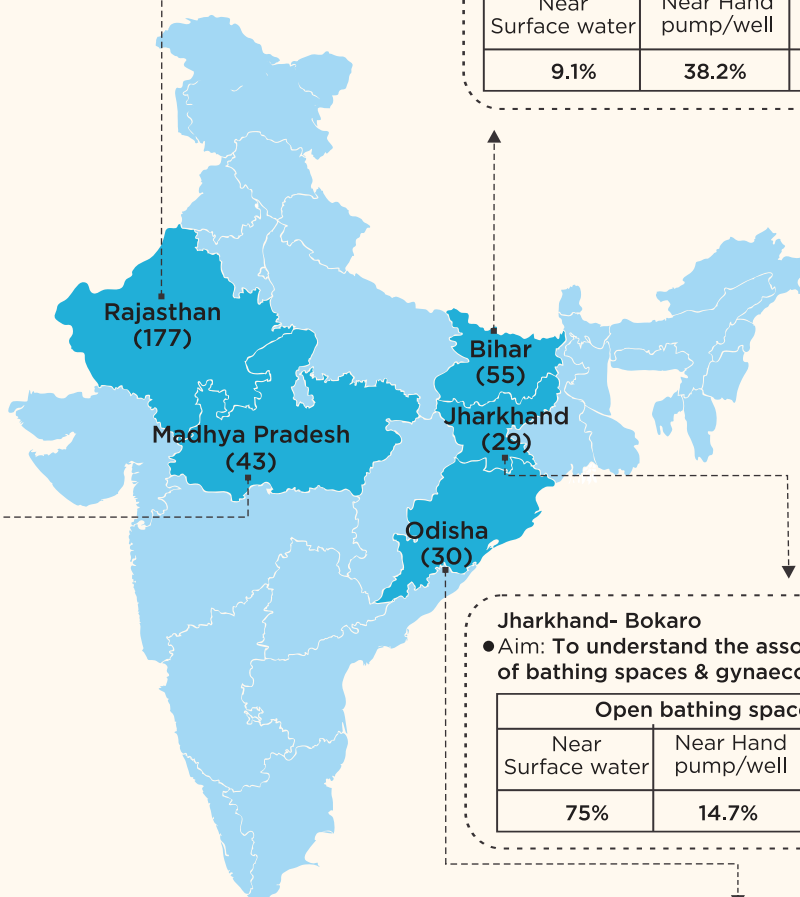 Near
Surface water
Near Hand
pump/well
9.1%
38.2%
Rajasthan
(177)
Bihar
(55)
Jharkhand
(29)
Madhya Pradesh
(43)
Odisha
(30)
Jharkhand- Bokaro
●Aim: To understand the asso
of bathing spaces & gynaeco
Open bathing space
Near
Surface water
Near Hand
pump/well
75%
14.7%